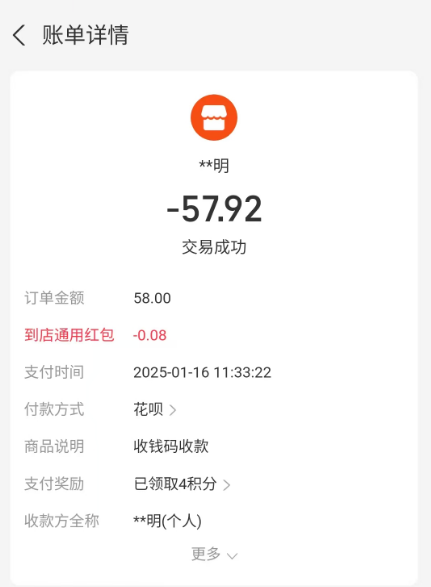 账单详情
**明
-57.92
交易成功
订单金额 58.00
到店通用红包 -0.08
支付时间 2025-01-16 11:33:22
付款方式 花呗
商品说明 收钱码收款
支付奖励 已领取4积分
收款方全称 **明(个人)
更多